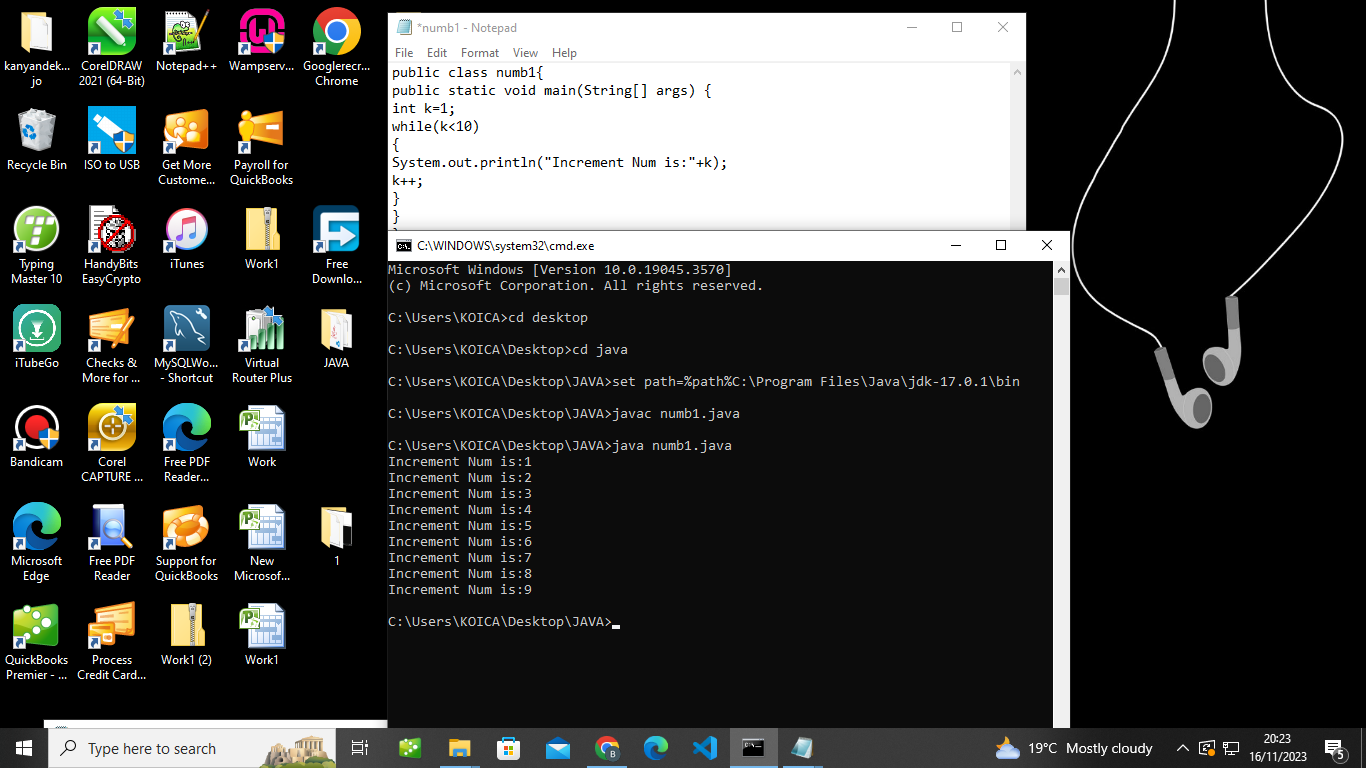 kanyandek...
jo
CorelDRAW
2021 (64-Bit)
Notepad++
Wampserv...
Googlerecr...
Chrome
Recycle Bin
ISO to USB
Get More
Custome...
Payroll for
QuickBooks
Typing
Master 10
HandyBits
EasyCrypto
iTunes
Work1
Free
Downlo...
iTubeGo
Checks &
More for ...
MySQLWo...
- Shortcut
Virtual
Router Plus
JAVA
Bandicam
Corel
CAPTURE ...
Free PDF
Reader...
Work
Microsoft
Edge
Free PDF
Reader
Support for
QuickBooks
New
Microsof...
1
QuickBooks
Premier - ...
Process
Credit Card...
Work1 (2)
Work1
*numb1 - Notepad
File Edit Format View Help
public class numb1{
public static void main(String[] args) {
int k=1;
while(k<10)
{
System.out.println("Increment Num is:"+k);
k++;
}
}
C:\WINDOWS\system32\cmd.exe
Microsoft Windows [Version 10.0.19045.3570]
(c) Microsoft Corporation. All rights reserved.
C:\Users\KOICA>cd desktop
C:\Users\KOICA\Desktop>cd java
C:\Users\KOICA\Desktop\JAVA>set path=%path%C:\Program Files\Java\jdk-17.0.1\bin
C:\Users\KOICA\Desktop\JAVA>javac numb1.java
C:\Users\KOICA\Desktop\JAVA>java numb1.java
Increment Num is:1
Increment Num is:2
Increment Num is:3
Increment Num is:4
Increment Num is:5
Increment Num is:6
Increment Num is:7
Increment Num is:8
Increment Num is:9
C:\Users\KOICA\Desktop\JAVA>
Type here to search
19°C Mostly cloudy
20:23
16/11/2023
5